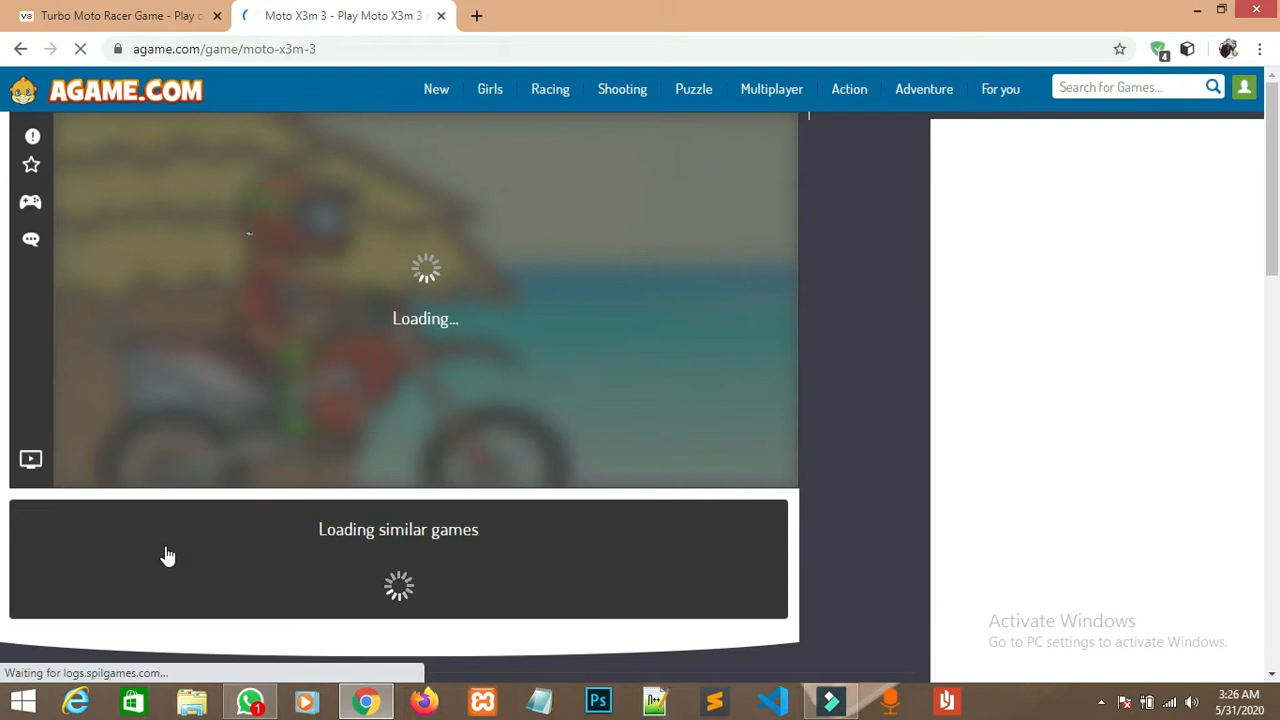 Turbo Moto Racer Game - Play o
Moto X3m 3 - Play Moto X3m 3
agame.com/game/moto-x3m-3
4
AGAME.COM
New
Girls
Racing
Shooting
Puzzle
Multiplayer
Action
Adventure
For you
Search for Games...
Loading...
Loading similar games
Activate Windows
Go to PC settings to activate Windows.
Waiting for logs.spilgames.com...
1
Ps
3:26 AM
5/31/2020